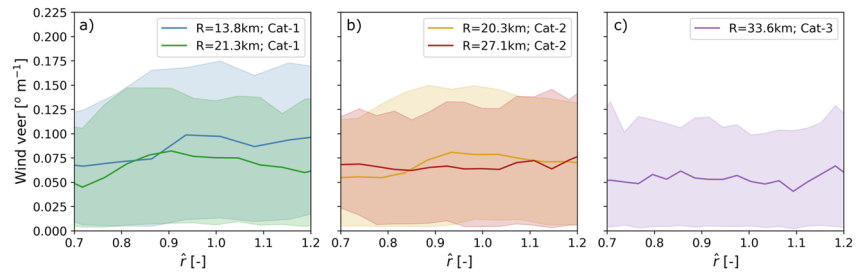 a)
R=13.8km; Cat-1
R=21.3km; Cat-1
b)
R=20.3km; Cat-2
R=27.1km; Cat-2
c)
R=33.6km; Cat-3
Wind veer [° m⁻¹]
0.225
0.200
0.175
0.150
0.125
0.100
0.075
0.050
0.025
0.000
0.7 0.8 0.9 1.0 1.1 1.2
0.7 0.8 0.9 1.0 1.1 1.2
0.7 0.8 0.9 1.0 1.1 1.2
r̂ [-]
r̂ [-]
r̂ [-]